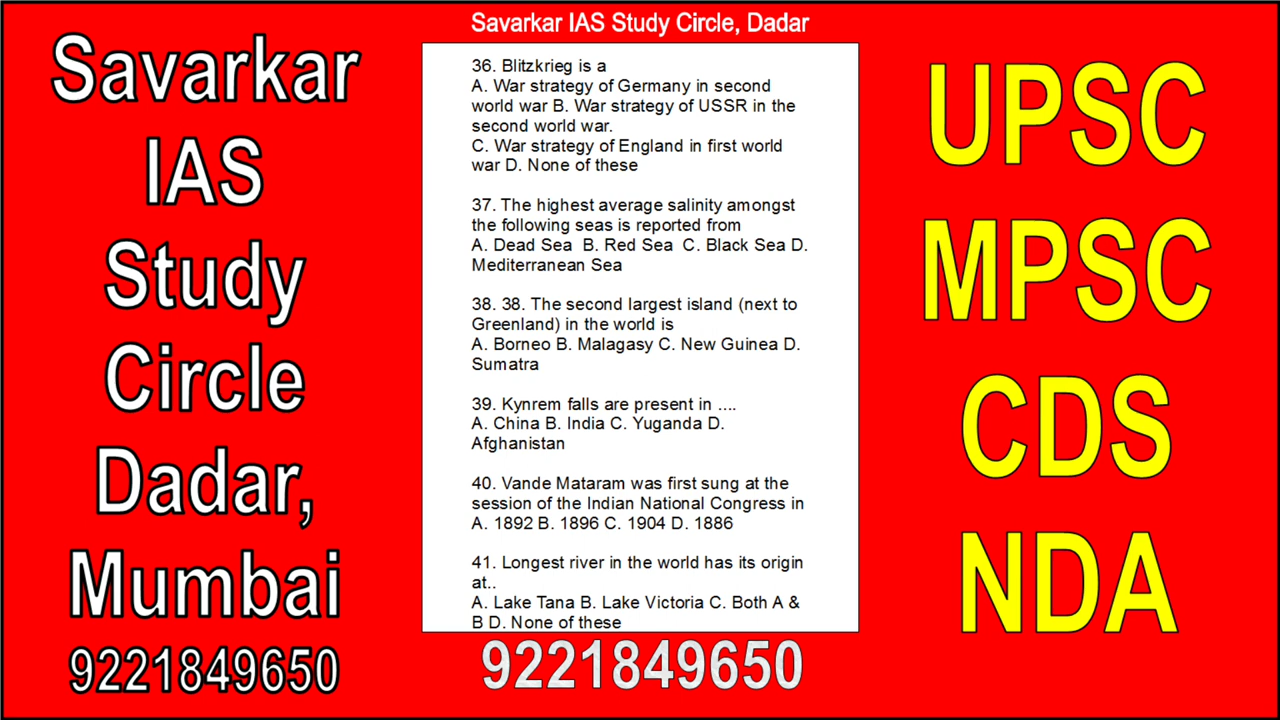 Savarkar
IAS
Study
Circle
Dadar,
Mumbai
9221849650
Savarkar IAS Study Circle, Dadar
36. Blitzkrieg is a
A. War strategy of Germany in second
world war B. War strategy of USSR in the
second world war.
C. War strategy of England in first world
war D. None of these
37. The highest average salinity amongst
the following seas is reported from
A. Dead Sea B. Red Sea C. Black Sea D.
Mediterranean Sea
38. 38. The second largest island (next to
Greenland) in the world is
A. Borneo B. Malagasy C. New Guinea D.
Sumatra
39. Kynrem falls are present in ....
A. China B. India C. Yuganda D.
Afghanistan
40. Vande Mataram was first sung at the
session of the Indian National Congress in
A. 1892 B. 1896 C. 1904 D. 1886
41. Longest river in the world has its origin
at..
A. Lake Tana B. Lake Victoria C. Both A &
B D. None of these
9221849650
UPSC
MPSC
CDS
NDA